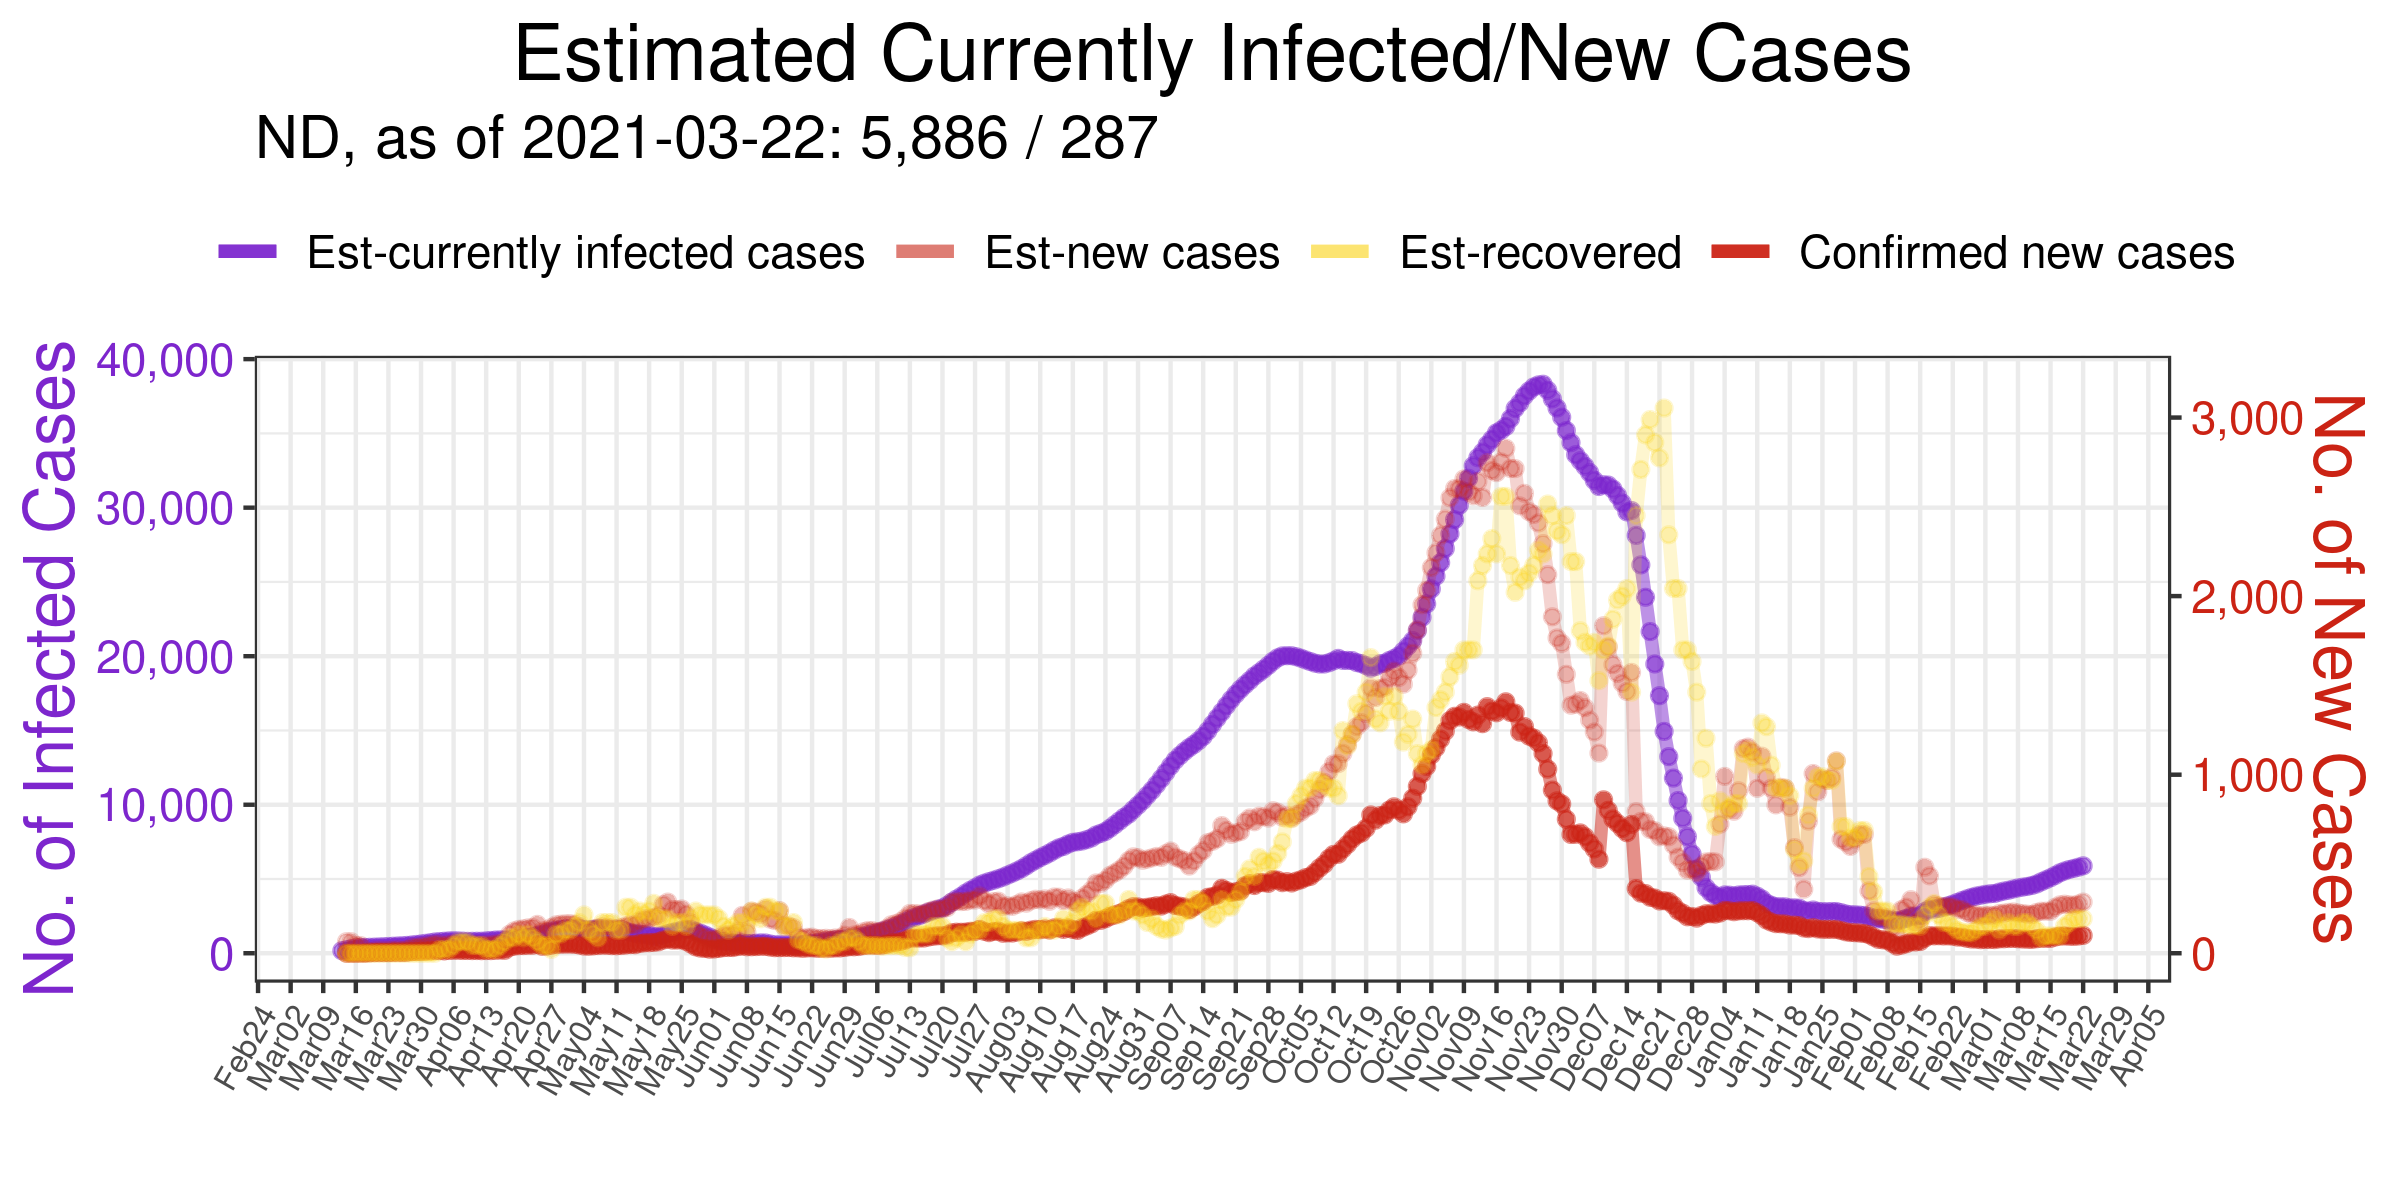 Estimated Currently Infected/New Cases
ND, as of 2021-03-22: 5,886 / 287
Est-currently infected cases Est-new cases Est-recovered Confirmed new cases
No. of Infected Cases
40,000
30,000
20,000
10,000
0
3,000
2,000
1,000
0
No. of New Cases
Feb24 Mar02 Mar09 Mar16 Mar23 Mar30 Apr06 Apr13 Apr20 Apr27 May04 May11 May18 May25 Jun01 Jun08 Jun15 Jun22 Jun29 Jul06 Jul13 Jul20 Jul27 Aug03 Aug10 Aug17 Aug24 Aug31 Sep07 Sep14 Sep21 Sep28 Oct05 Oct12 Oct19 Oct26 Nov02 Nov09 Nov16 Nov23 Nov30 Dec07 Dec14 Dec21 Dec28 Jan04 Jan11 Jan18 Jan25 Feb01 Feb08 Feb15 Feb22 Mar01 Mar08 Mar15 Mar22 Mar29 Apr05